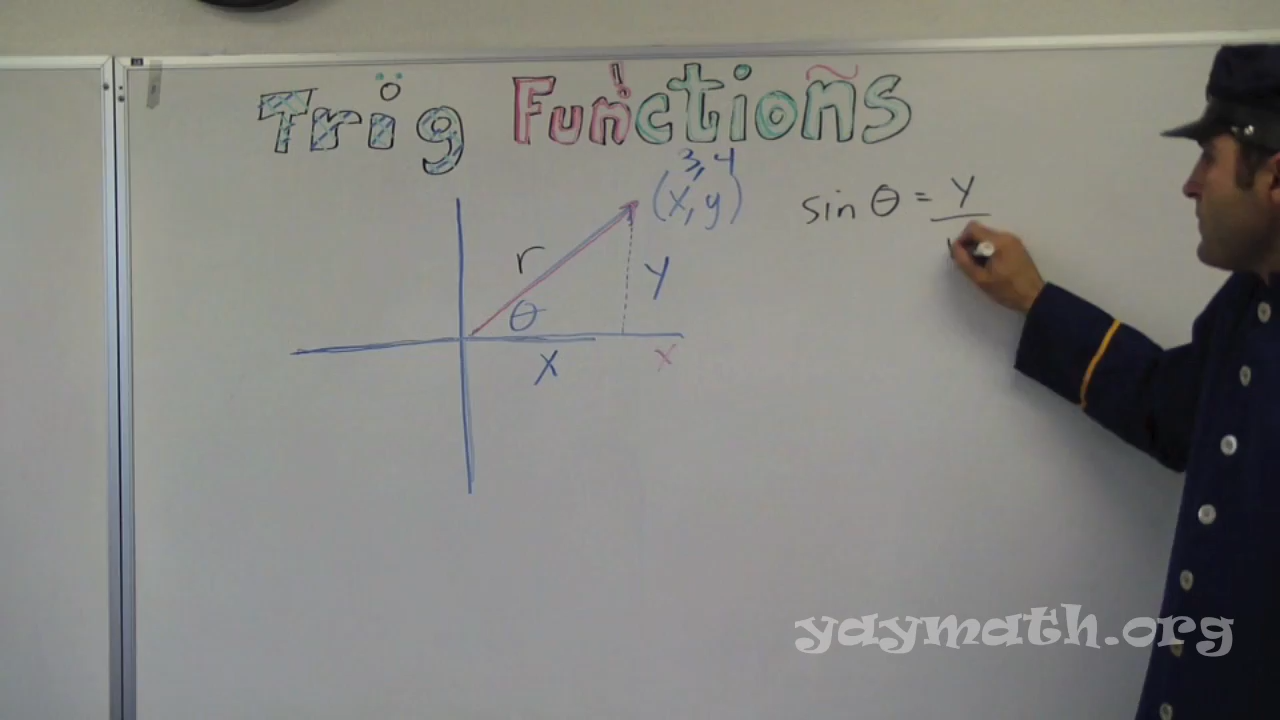 Trig Functions
3, 4
(x, y)
sin θ = y
r
y
θ
x
x
yaymath.org